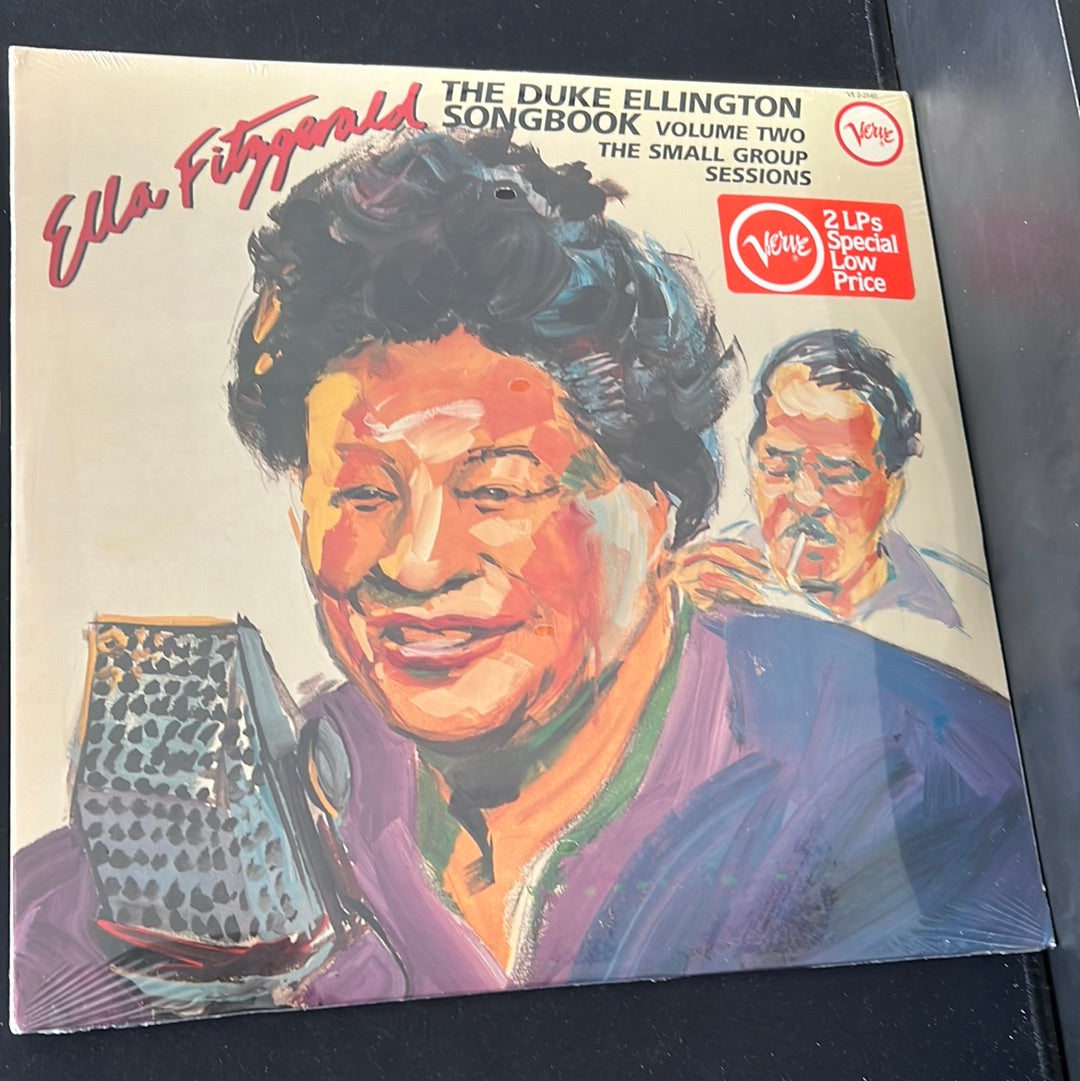 Ella Fitzgerald
THE DUKE ELLINGTON
SONGBOOK VOLUME TWO
THE SMALL GROUP
SESSIONS
Verve
Verve
2 LPs
Special
Low
Price